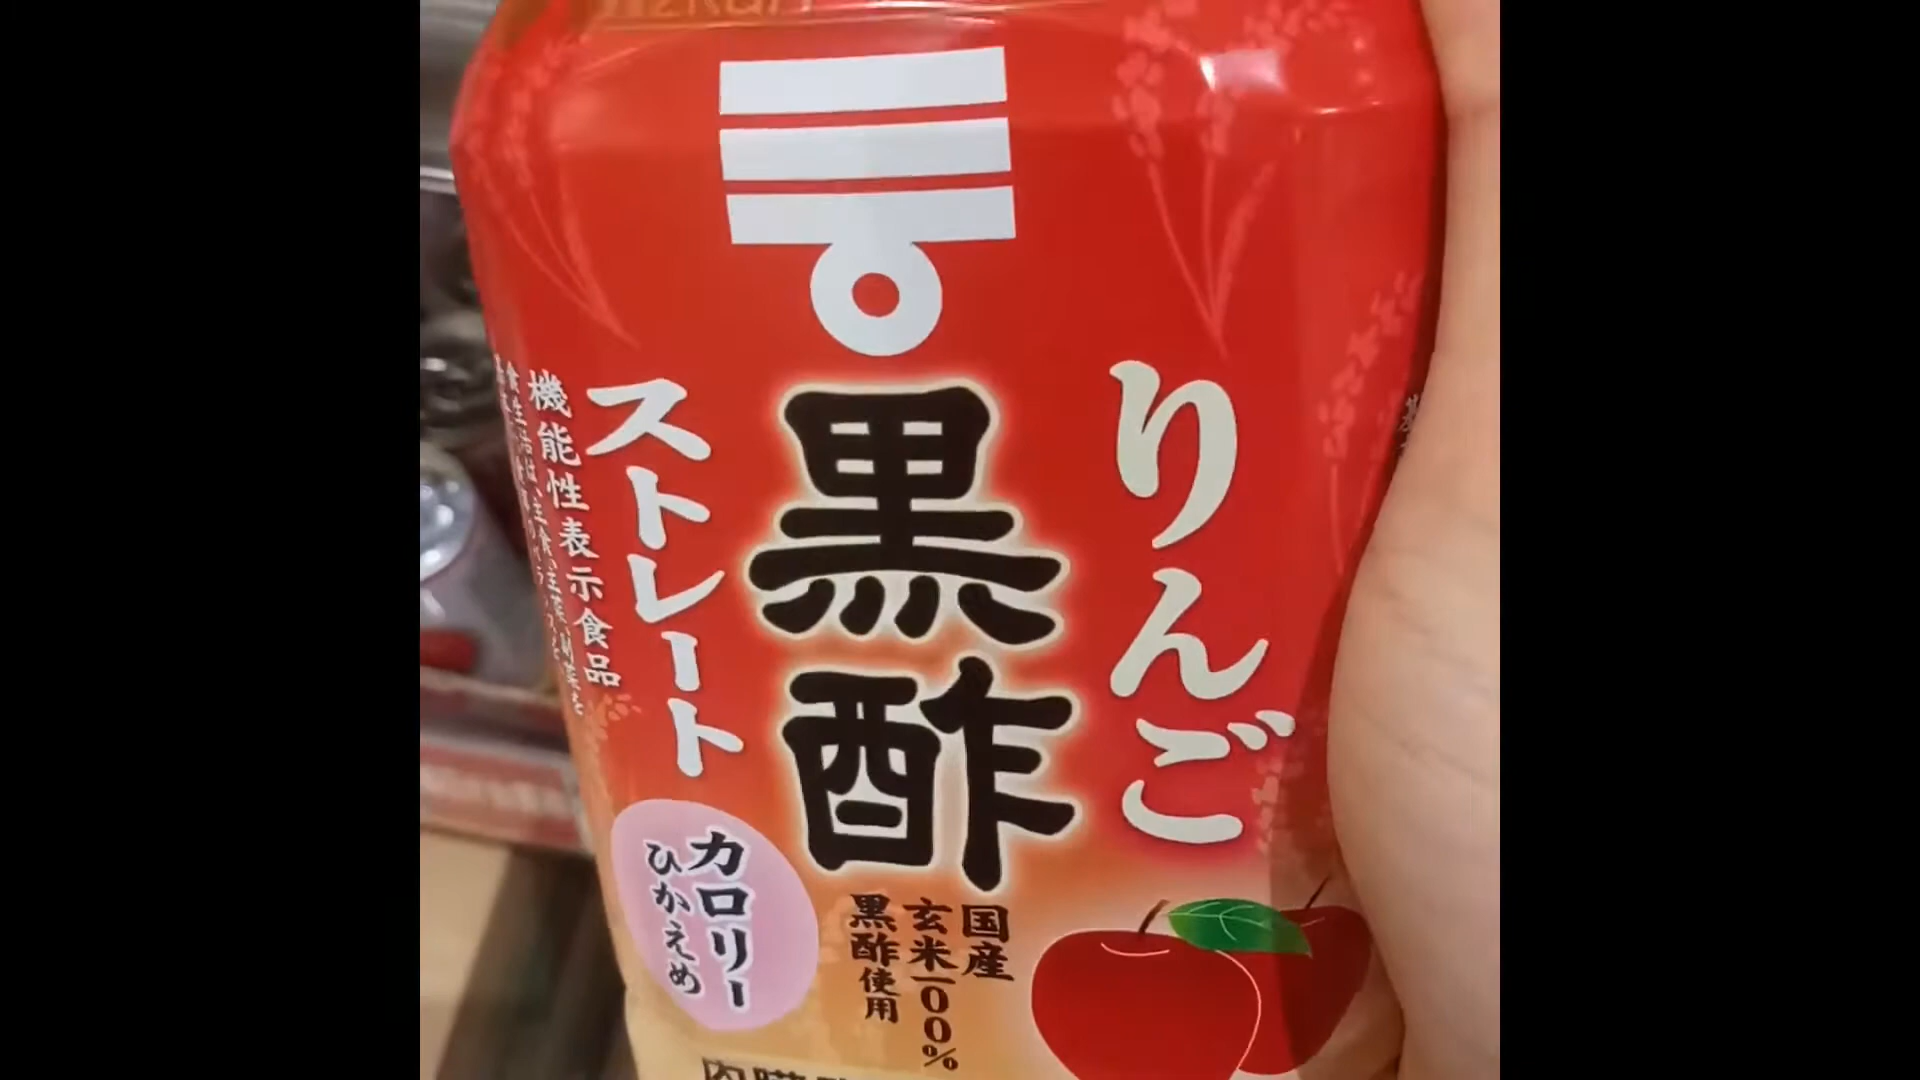 mizkan
りんご
黒酢
ストレート
機能性表示食品
カロリー
ひかえめ
国産
玄米100%
黒酢使用